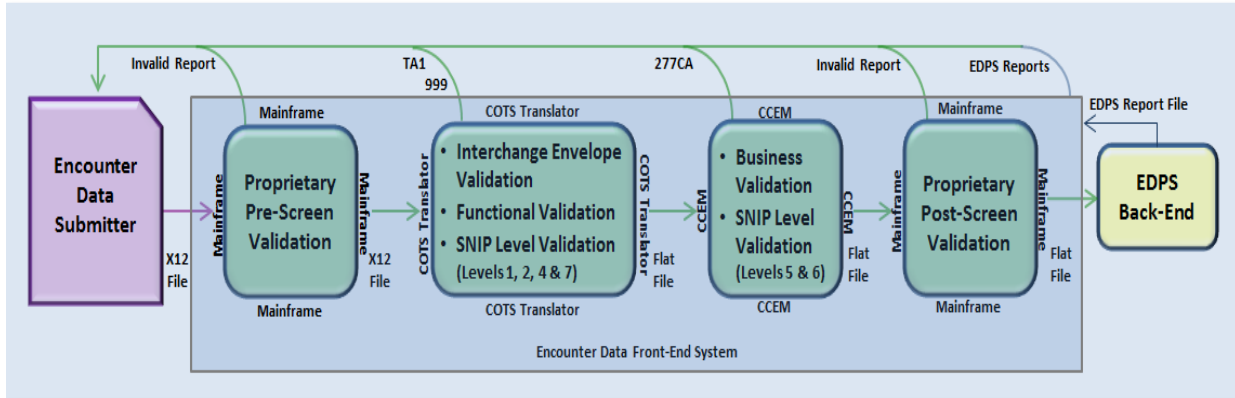 Invalid Report
TA1
999
277CA
Invalid Report
EDPS Reports
EDPS Report File
Encounter
Data
Submitter
X12
File
Mainframe
Mainframe
Proprietary
Pre-Screen
Validation
Mainframe
Mainframe
X12
File
COTS Translator
COTS Translator
• Interchange Envelope
Validation
• Functional Validation
• SNIP Level Validation
(Levels 1, 2, 4 & 7)
COTS Translator
COTS Translator
Flat
File
CCEM
CCEM
• Business
Validation
• SNIP Level
Validation
(Levels 5 & 6)
CCEM
CCEM
Flat
File
Mainframe
Mainframe
Proprietary
Post-Screen
Validation
Mainframe
Mainframe
Flat
File
EDPS
Back-End
Encounter Data Front-End System